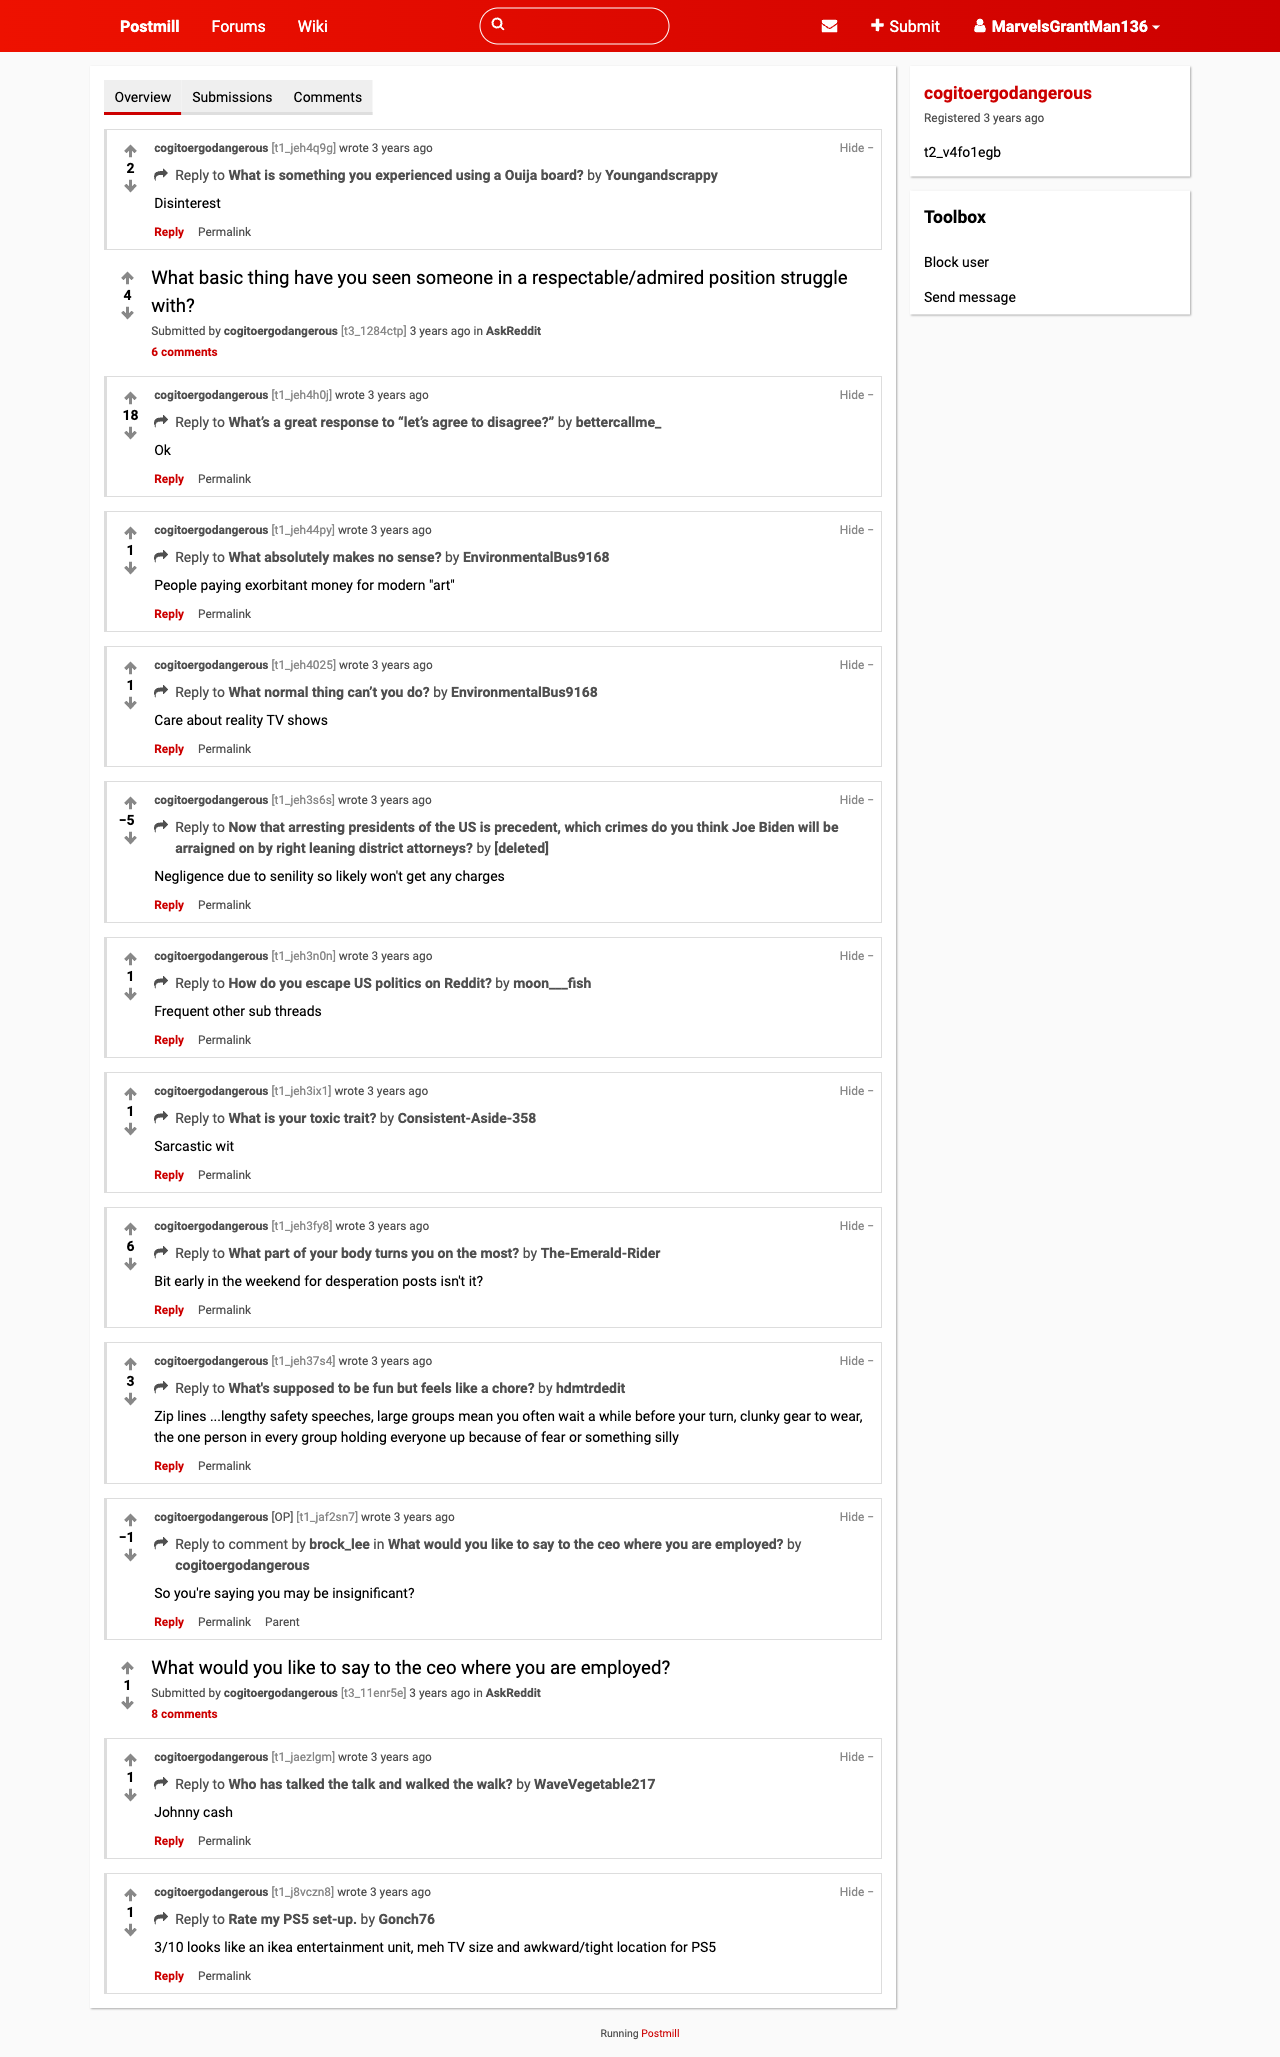 Postmill Forums Wiki Submit MarvelsGrantMan136
Overview Submissions Comments
cogitoergodangerous [t1_jeh4q9g] wrote 3 years ago Hide −
2
Reply to What is something you experienced using a Ouija board? by Youngandscrappy
Disinterest
Reply Permalink
What basic thing have you seen someone in a respectable/admired position struggle
with?
4
Submitted by cogitoergodangerous [t3_1284ctp] 3 years ago in AskReddit
6 comments
cogitoergodangerous [t1_jeh4h0j] wrote 3 years ago Hide −
18
Reply to What’s a great response to “let’s agree to disagree?” by bettercallme_
Ok
Reply Permalink
cogitoergodangerous [t1_jeh44py] wrote 3 years ago Hide −
1
Reply to What absolutely makes no sense? by EnvironmentalBus9168
People paying exorbitant money for modern "art"
Reply Permalink
cogitoergodangerous [t1_jeh4025] wrote 3 years ago Hide −
1
Reply to What normal thing can’t you do? by EnvironmentalBus9168
Care about reality TV shows
Reply Permalink
cogitoergodangerous [t1_jeh3s6s] wrote 3 years ago Hide −
−5
Reply to Now that arresting presidents of the US is precedent, which crimes do you think Joe Biden will be
arraigned on by right leaning district attorneys? by [deleted]
Negligence due to senility so likely won't get any charges
Reply Permalink
cogitoergodangerous [t1_jeh3n0n] wrote 3 years ago Hide −
1
Reply to How do you escape US politics on Reddit? by moon___fish
Frequent other sub threads
Reply Permalink
cogitoergodangerous [t1_jeh3ix1] wrote 3 years ago Hide −
1
Reply to What is your toxic trait? by Consistent-Aside-358
Sarcastic wit
Reply Permalink
cogitoergodangerous [t1_jeh3fy8] wrote 3 years ago Hide −
6
Reply to What part of your body turns you on the most? by The-Emerald-Rider
Bit early in the weekend for desperation posts isn't it?
Reply Permalink
cogitoergodangerous [t1_jeh37s4] wrote 3 years ago Hide −
3
Reply to What's supposed to be fun but feels like a chore? by hdmtrdedit
Zip lines ...lengthy safety speeches, large groups mean you often wait a while before your turn, clunky gear to wear,
the one person in every group holding everyone up because of fear or something silly
Reply Permalink
cogitoergodangerous [OP] [t1_jaf2sn7] wrote 3 years ago Hide −
−1
Reply to comment by brock_lee in What would you like to say to the ceo where you are employed? by
cogitoergodangerous
So you're saying you may be insignificant?
Reply Permalink Parent
What would you like to say to the ceo where you are employed?
1
Submitted by cogitoergodangerous [t3_11enr5e] 3 years ago in AskReddit
8 comments
cogitoergodangerous [t1_jaezlgm] wrote 3 years ago Hide −
1
Reply to Who has talked the talk and walked the walk? by WaveVegetable217
Johnny cash
Reply Permalink
cogitoergodangerous [t1_j8vczn8] wrote 3 years ago Hide −
1
Reply to Rate my PS5 set-up. by Gonch76
3/10 looks like an ikea entertainment unit, meh TV size and awkward/tight location for PS5
Reply Permalink
cogitoergodangerous
Registered 3 years ago
t2_v4fo1egb
Toolbox
Block user
Send message
Running Postmill